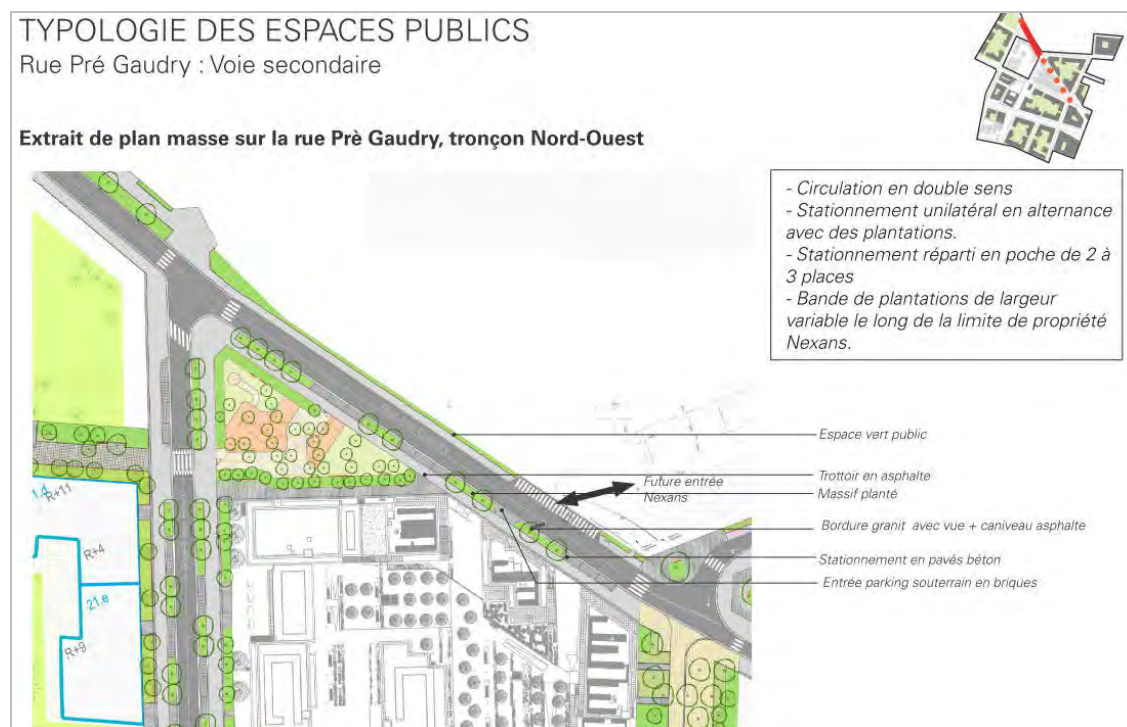 TYPOLOGIE DES ESPACES PUBLICS
Rue Pré Gaudry : Voie secondaire
Extrait de plan masse sur la rue Prè Gaudry, tronçon Nord-Ouest
- Circulation en double sens
- Stationnement unilatéral en alternance
avec des plantations.
- Stationnement réparti en poche de 2 à
3 places
- Bande de plantations de largeur
variable le long de la limite de propriété
Nexans.
Espace vert public
Trottoir en asphalte
Future entrée
Nexans
Massif planté
Bordure granit avec vue + caniveau asphalte
Stationnement en pavés béton
Entrée parking souterrain en briques
R+11
R+4
21.e
R+9